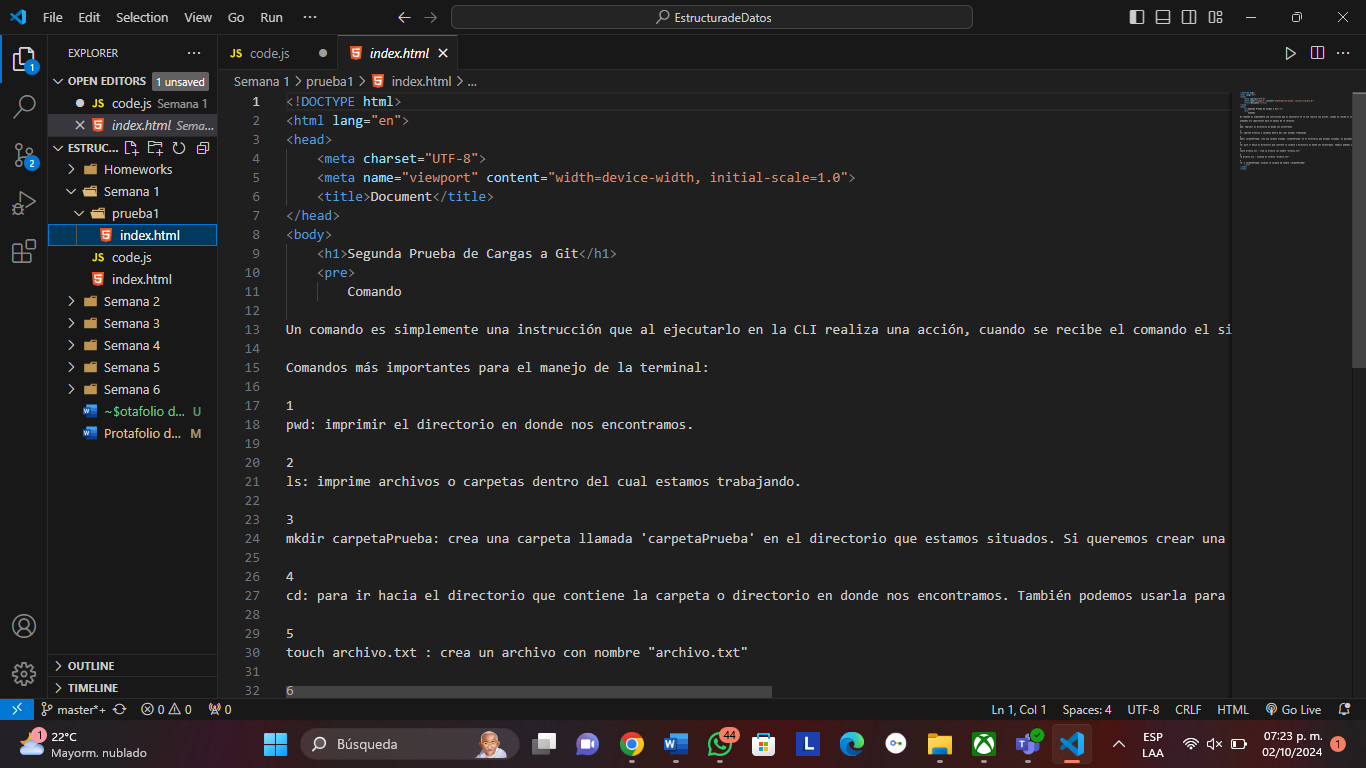 File Edit Selection View Go Run ··· EstructuradeDatos
EXPLORER ···
OPEN EDITORS 1 unsaved
JS code.js Semana 1
index.html Sema...
ESTRUC...
Homeworks
Semana 1
prueba1
index.html
JS code.js
index.html
Semana 2
Semana 3
Semana 4
Semana 5
Semana 6
~$otafolio d... U
Protafolio d... M
OUTLINE
TIMELINE
1
2
JS code.js index.html
Semana 1 > prueba1 > index.html > ...
1 <!DOCTYPE html>
2 <html lang="en">
3 <head>
4 <meta charset="UTF-8">
5 <meta name="viewport" content="width=device-width, initial-scale=1.0">
6 <title>Document</title>
7 </head>
8 <body>
9 <h1>Segunda Prueba de Cargas a Git</h1>
10 <pre>
11 Comando
12
13 Un comando es simplemente una instrucción que al ejecutarlo en la CLI realiza una acción, cuando se recibe el comando el si
14
15 Comandos más importantes para el manejo de la terminal:
16
17 1
18 pwd: imprimir el directorio en donde nos encontramos.
19
20 2
21 ls: imprime archivos o carpetas dentro del cual estamos trabajando.
22
23 3
24 mkdir carpetaPrueba: crea una carpeta llamada 'carpetaPrueba' en el directorio que estamos situados. Si queremos crear una
25
26 4
27 cd: para ir hacia el directorio que contiene la carpeta o directorio en donde nos encontramos. También podemos usarla para
28
29 5
30 touch archivo.txt : crea un archivo con nombre "archivo.txt"
31
32 6
master*+ 0 0 0 Ln 1, Col 1 Spaces: 4 UTF-8 CRLF HTML Go Live
1 22°C
Mayorm. nublado
Búsqueda
44
L
ESP
LAA
07:23 p. m.
02/10/2024
1